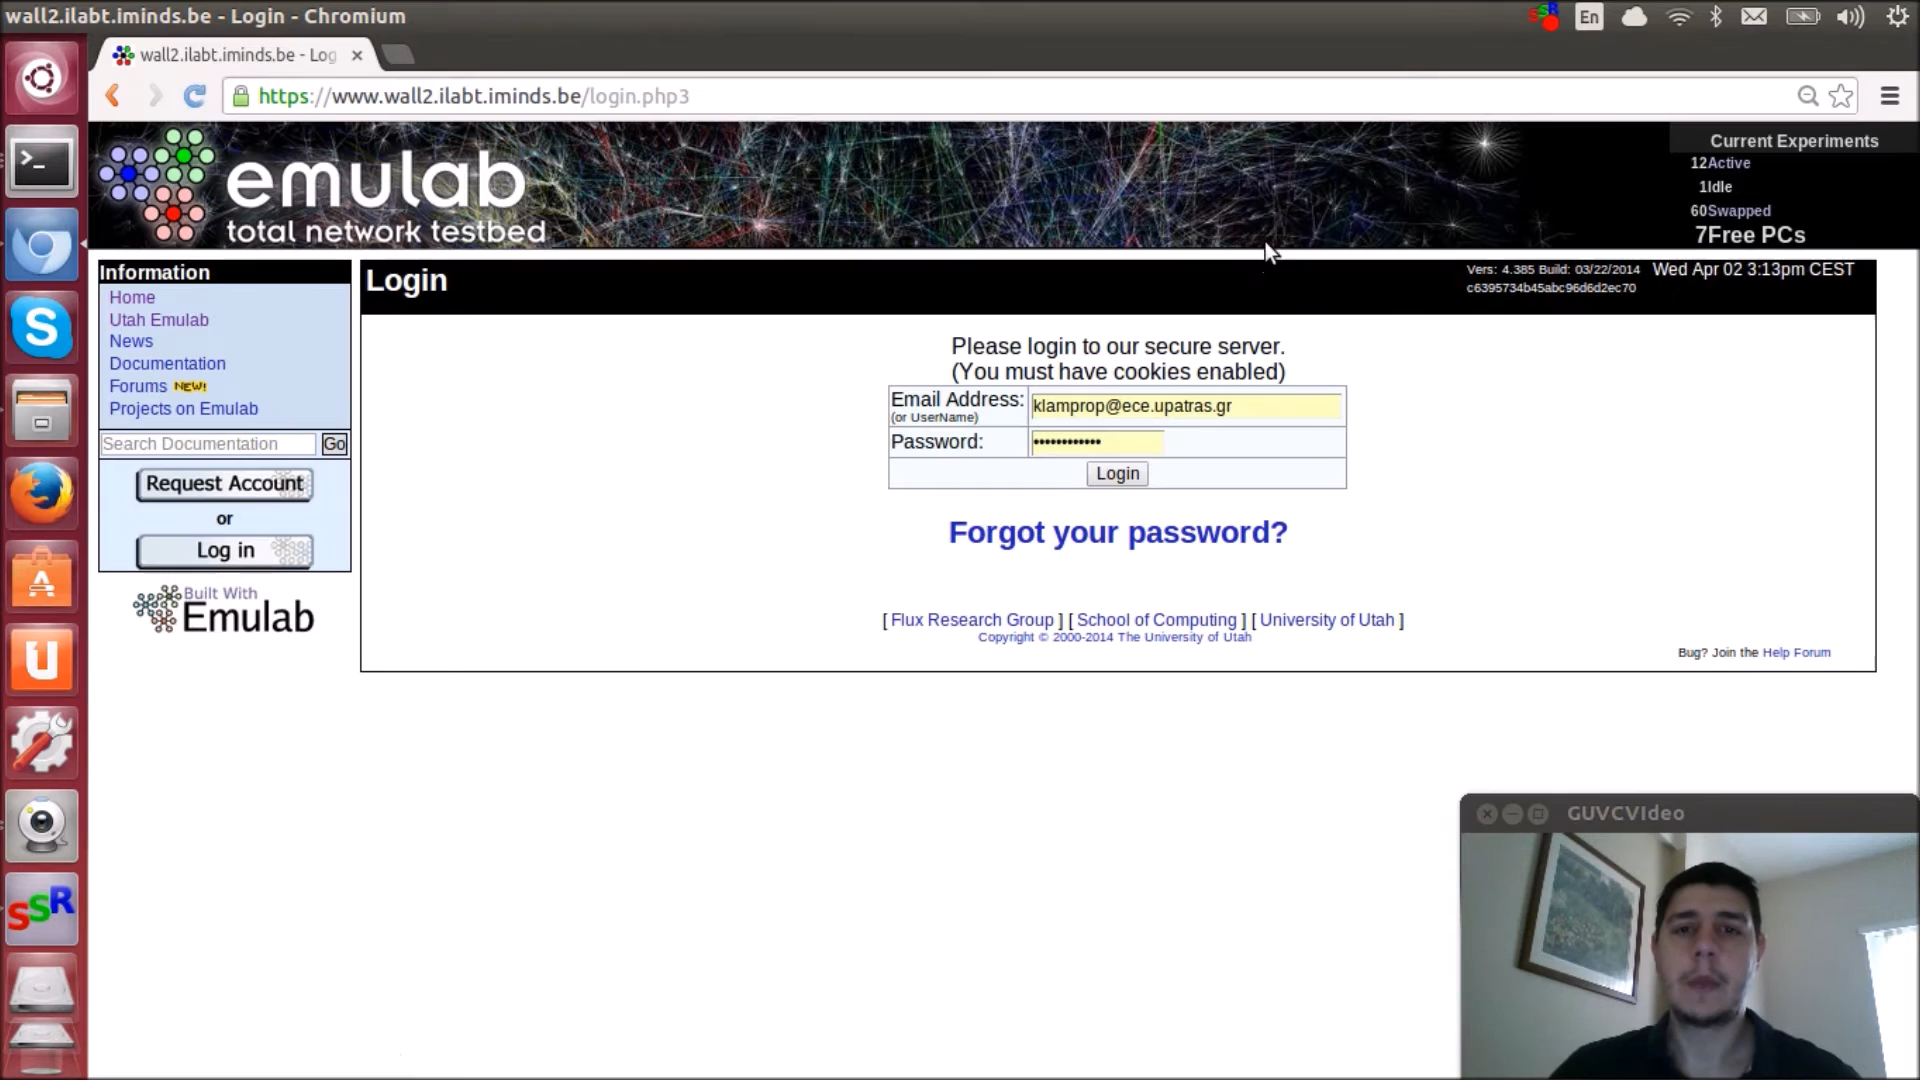 wall2.ilabt.iminds.be - Login - Chromium
SSR
En
wall2.ilabt.iminds.be - Log
https://www.wall2.ilabt.iminds.be/login.php3
emulab
total network testbed
Current Experiments
12Active
1Idle
60Swapped
7Free PCs
Information
Home
Utah Emulab
News
Documentation
Forums NEW!
Projects on Emulab
Search Documentation Go
Request Account
or
Log in
Built With
Emulab
Login
Vers: 4.385 Build: 03/22/2014 Wed Apr 02 3:13pm CEST
c6395734b45abc96d6d2ec70
Please login to our secure server.
(You must have cookies enabled)
Email Address: klamprop@ece.upatras.gr
(or UserName)
Password: ••••••••••••
Login
Forgot your password?
[ Flux Research Group ] [ School of Computing ] [ University of Utah ]
Copyright © 2000-2014 The University of Utah
Bug? Join the Help Forum
GUVCVIdeo
SSR